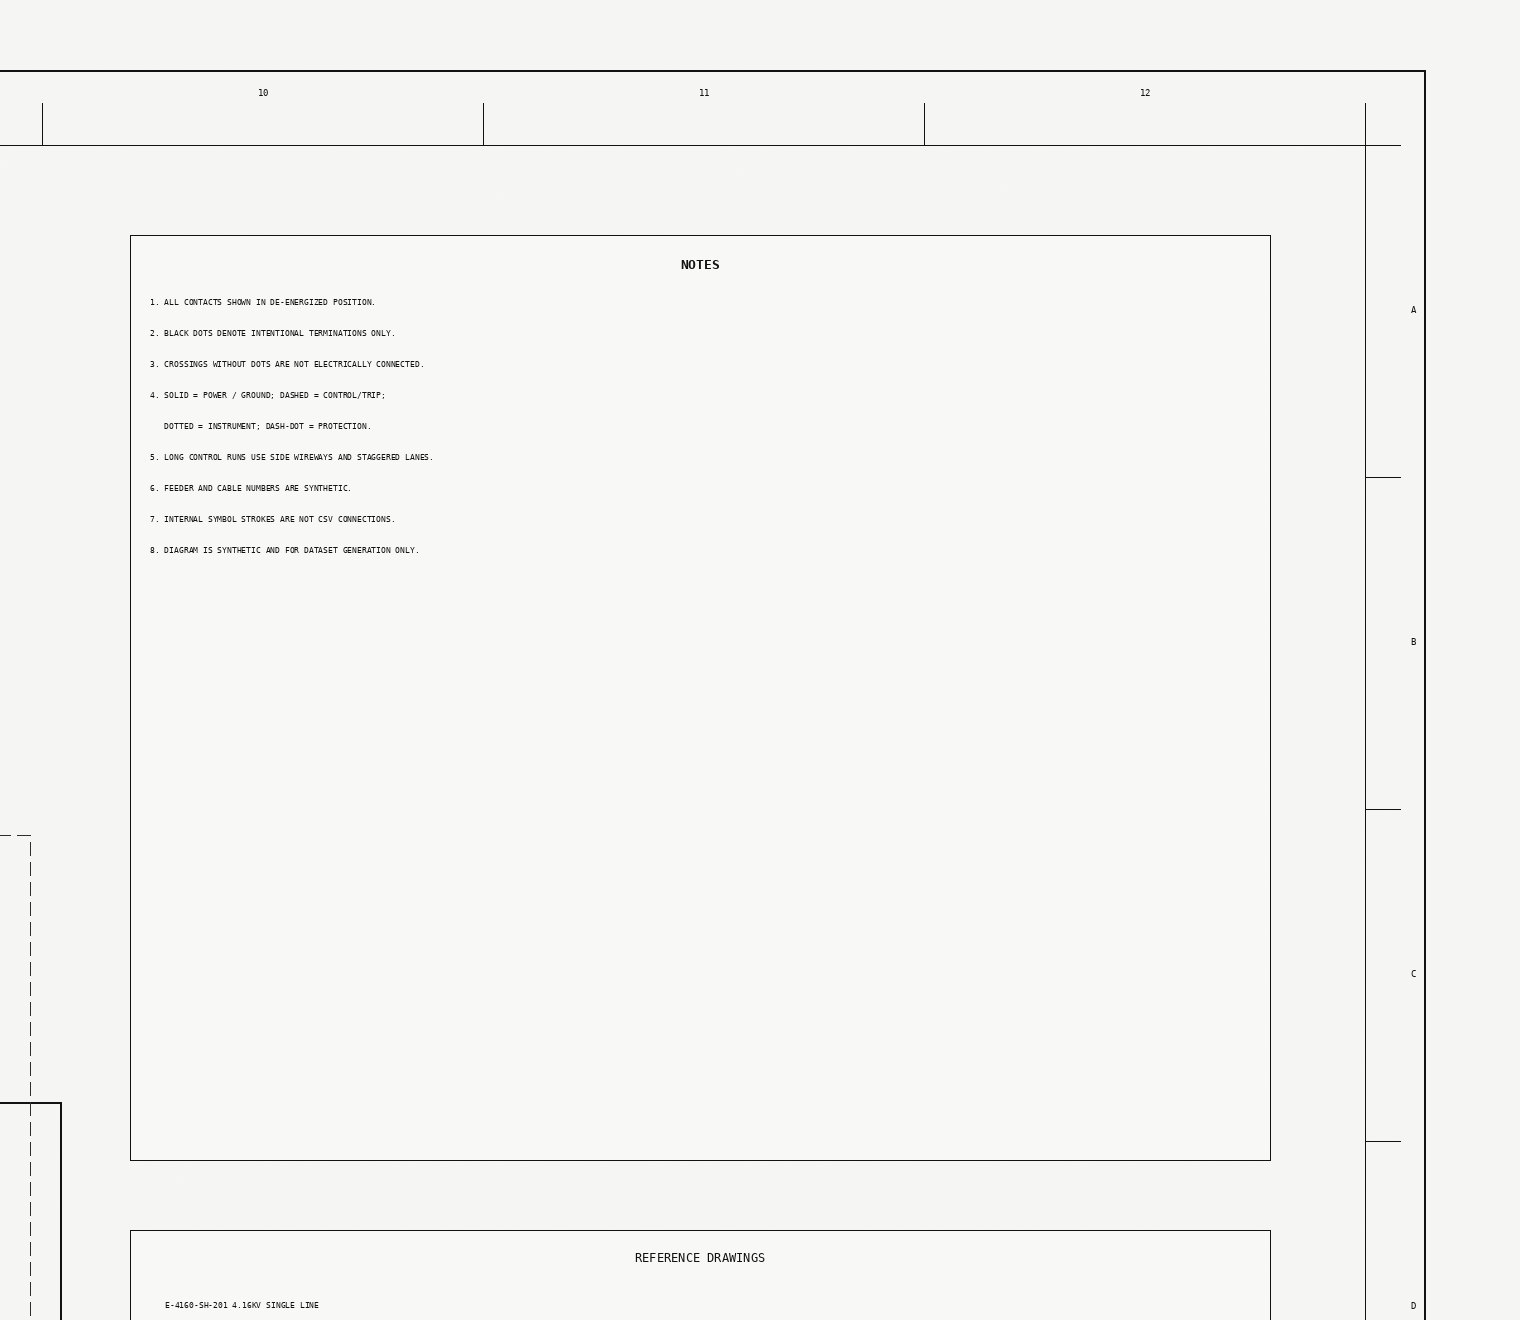 10 11 12
NOTES
1. ALL CONTACTS SHOWN IN DE-ENERGIZED POSITION.
A
2. BLACK DOTS DENOTE INTENTIONAL TERMINATIONS ONLY.
3. CROSSINGS WITHOUT DOTS ARE NOT ELECTRICALLY CONNECTED.
4. SOLID = POWER / GROUND; DASHED = CONTROL/TRIP;
DOTTED = INSTRUMENT; DASH-DOT = PROTECTION.
5. LONG CONTROL RUNS USE SIDE WIREWAYS AND STAGGERED LANES.
6. FEEDER AND CABLE NUMBERS ARE SYNTHETIC.
7. INTERNAL SYMBOL STROKES ARE NOT CSV CONNECTIONS.
8. DIAGRAM IS SYNTHETIC AND FOR DATASET GENERATION ONLY.
B
C
REFERENCE DRAWINGS
E-4160-SH-201 4.16KV SINGLE LINE
D